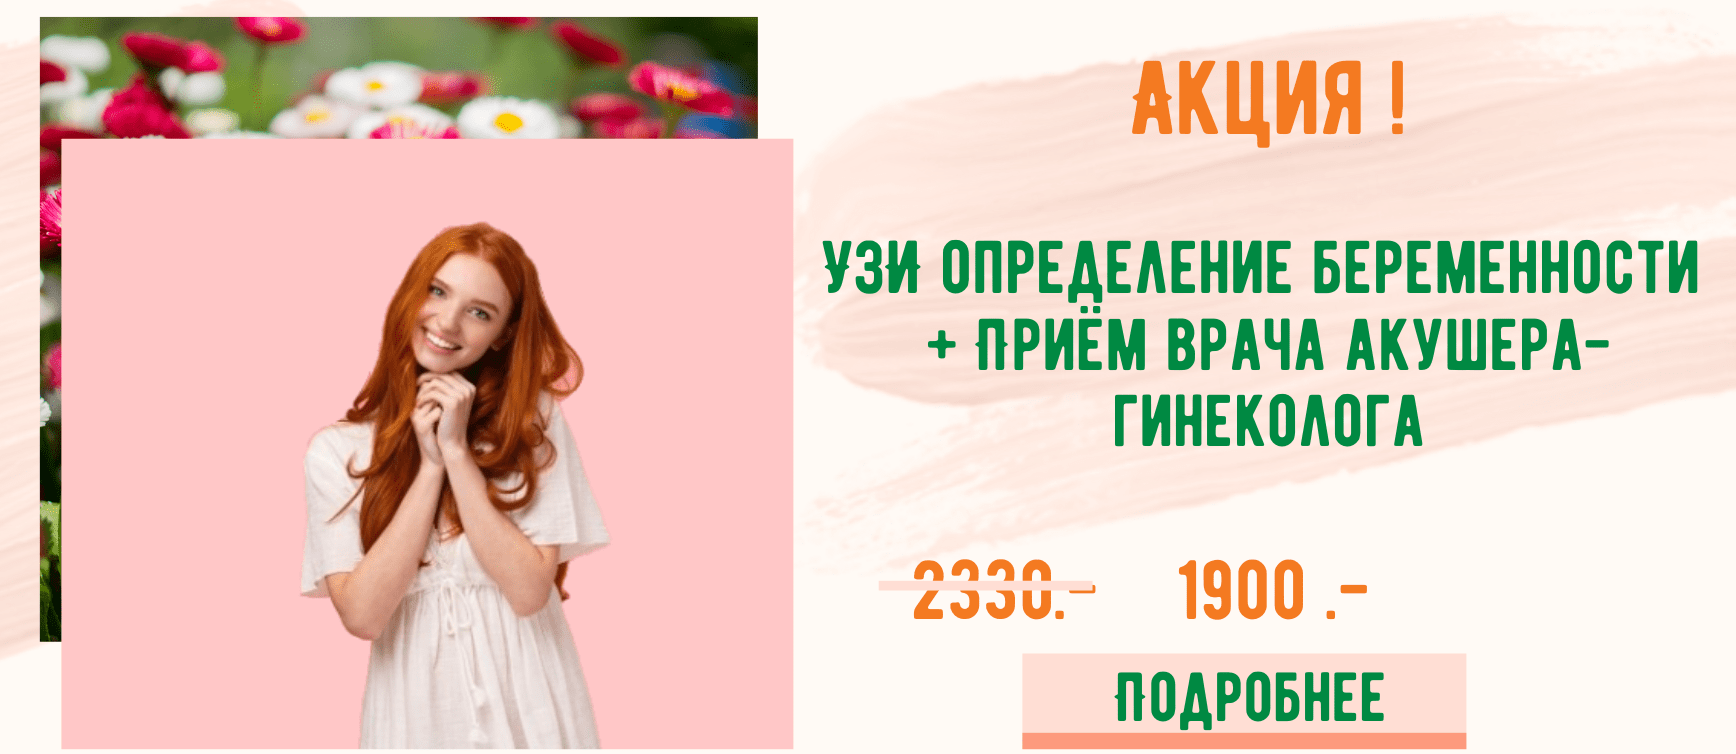 АКЦИЯ !
УЗИ ОПРЕДЕЛЕНИЕ БЕРЕМЕННОСТИ
+ ПРИЁМ ВРАЧА АКУШЕРА-
ГИНЕКОЛОГА
2330.- 1900 .-
ПОДРОБНЕЕ